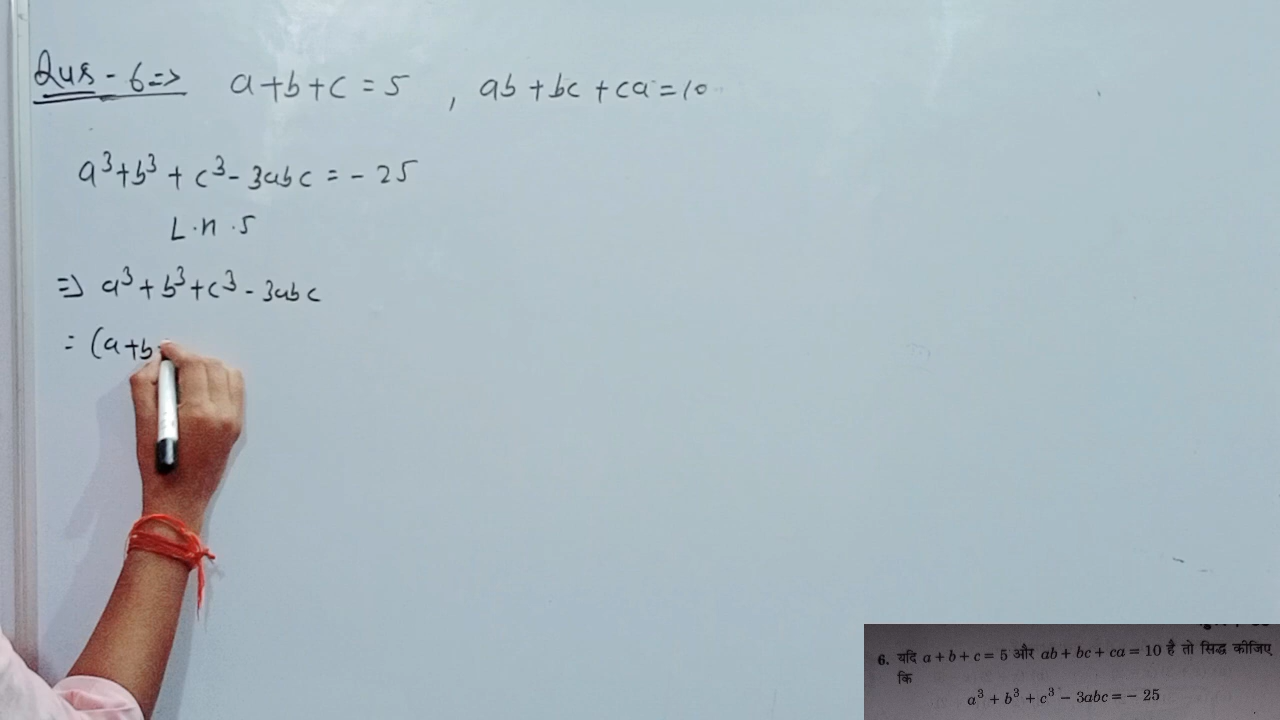 Qus - 6 => a+b+c = 5 , ab+bc+ca = 10
a³+b³+c³-3abc = -25
L.H.S
=> a³+b³+c³-3abc
= (a+b
6. यदि a + b + c = 5 और ab + bc + ca = 10 है तो सिद्ध कीजिए
कि
a³ + b³ + c³ − 3abc = − 25